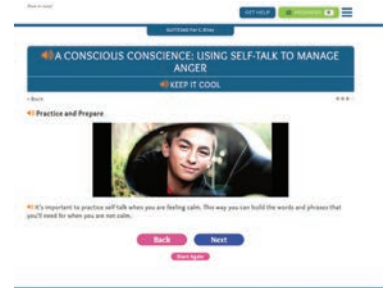 GET HELP
A CONSCIOUS CONSCIENCE: USING SELF-TALK TO MANAGE
ANGER
KEEP IT COOL
< Back
Practice and Prepare
It's important to practice self talk when you are feeling calm. This way you can build the words and phrases that
you'll need for when you are not calm.
Back Next
Start Again